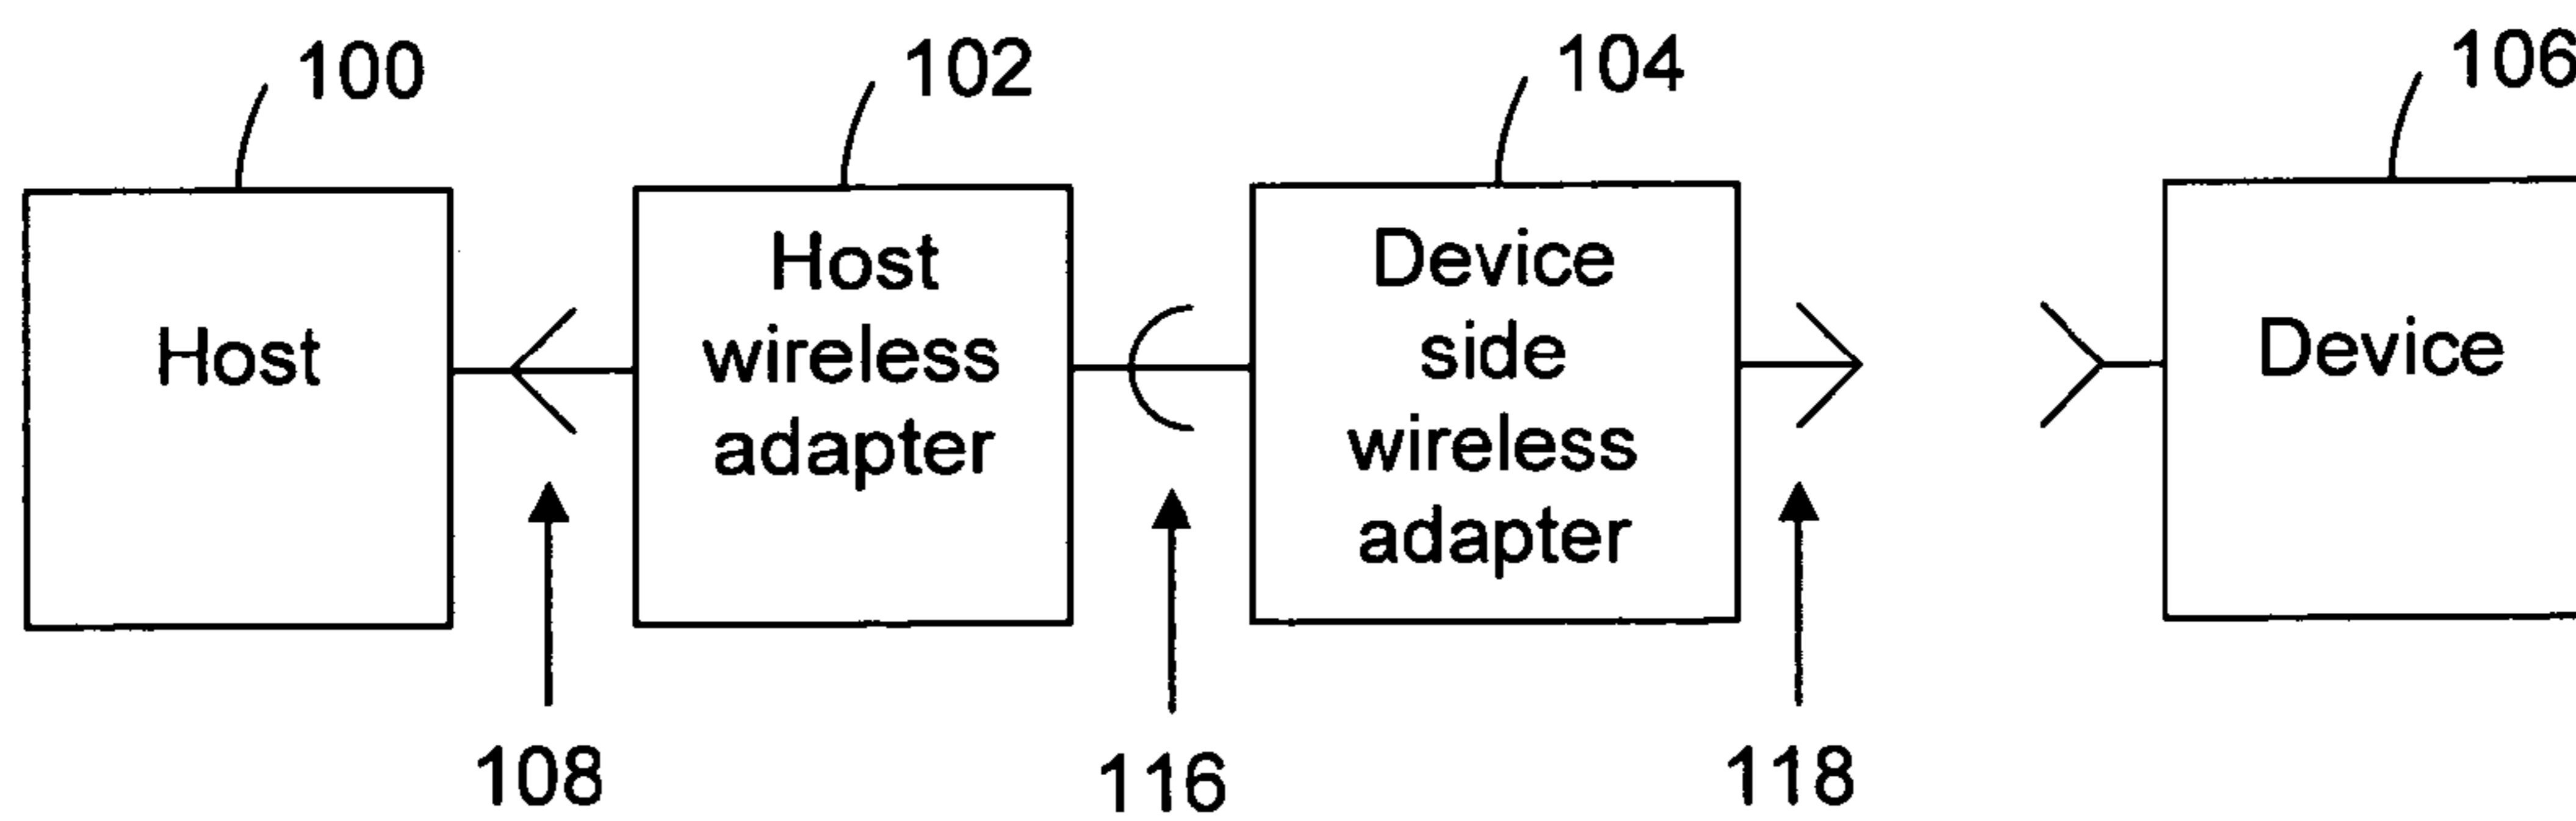 100
102
104
106
Host
Host
wireless
adapter
Device
side
wireless
adapter
Device
108
116
118